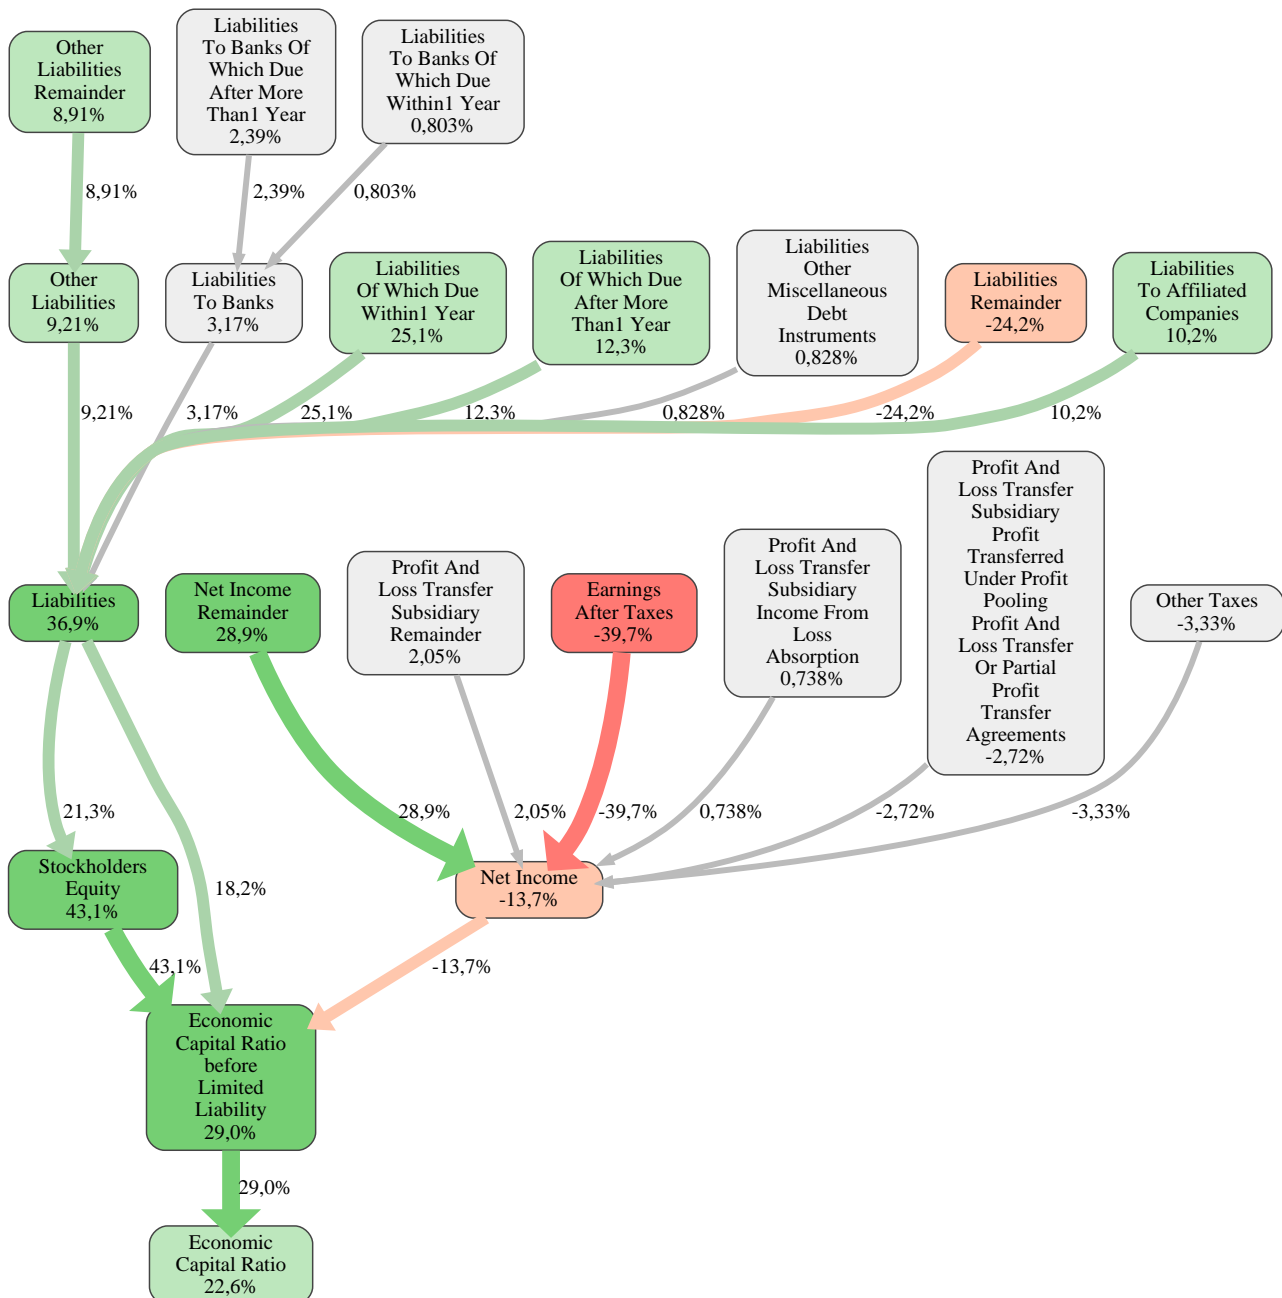 Other
Liabilities
Remainder
8,91%
Liabilities
To Banks Of
Which Due
After More
Than1 Year
2,39%
Liabilities
To Banks Of
Which Due
Within1 Year
0,803%
8,91%
2,39%
0,803%
Other
Liabilities
9,21%
Liabilities
To Banks
3,17%
Liabilities
Of Which Due
Within1 Year
25,1%
Liabilities
Of Which Due
After More
Than1 Year
12,3%
Liabilities
Other
Miscellaneous
Debt
Instruments
0,828%
Liabilities
Remainder
-24,2%
Liabilities
To Affiliated
Companies
10,2%
9,21%
3,17%
25,1%
12,3%
0,828%
-24,2%
10,2%
Liabilities
36,9%
Net Income
Remainder
28,9%
Profit And
Loss Transfer
Subsidiary
Remainder
2,05%
Earnings
After Taxes
-39,7%
Profit And
Loss Transfer
Subsidiary
Income From
Loss
Absorption
0,738%
Profit And
Loss Transfer
Subsidiary
Profit
Transferred
Under Profit
Pooling
Profit And
Loss Transfer
Or Partial
Profit
Transfer
Agreements
-2,72%
Other Taxes
-3,33%
21,3%
28,9%
2,05%
-39,7%
0,738%
-2,72%
-3,33%
Stockholders
Equity
43,1%
18,2%
Net Income
-13,7%
43,1%
-13,7%
Economic
Capital Ratio
before
Limited
Liability
29,0%
29,0%
Economic
Capital Ratio
22,6%